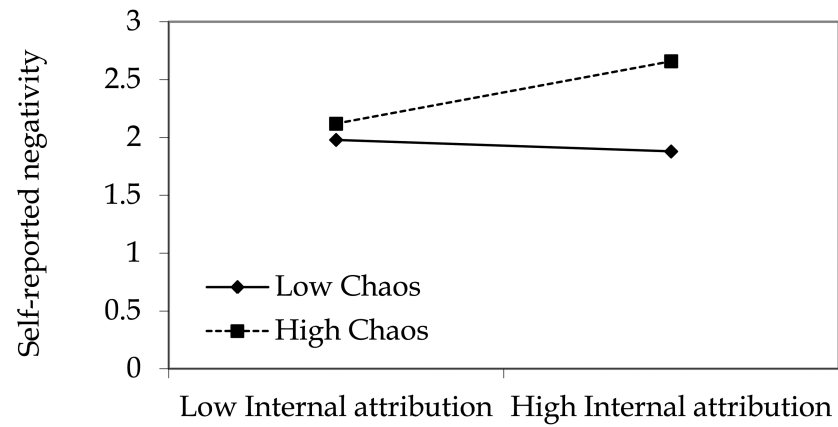 Self-reported negativity
3
2.5
2
1.5
1
0.5
0
Low Chaos
High Chaos
Low Internal attribution
High Internal attribution